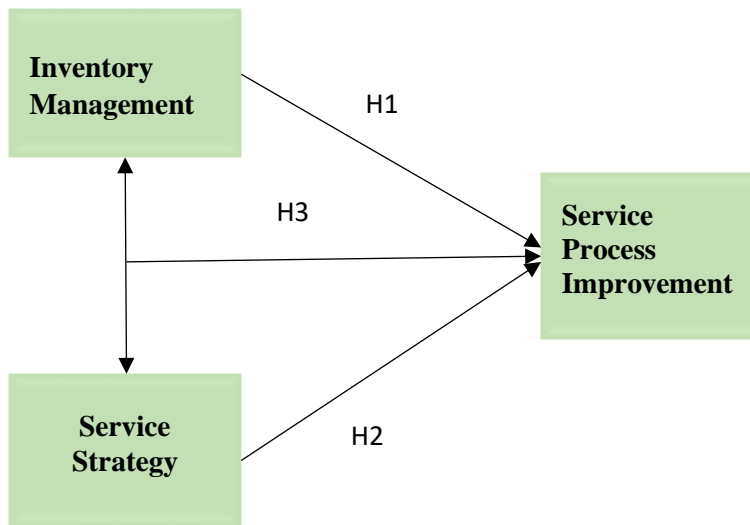 Inventory
Management
H1
H3
Service
Process
Improvement
Service
Strategy
H2